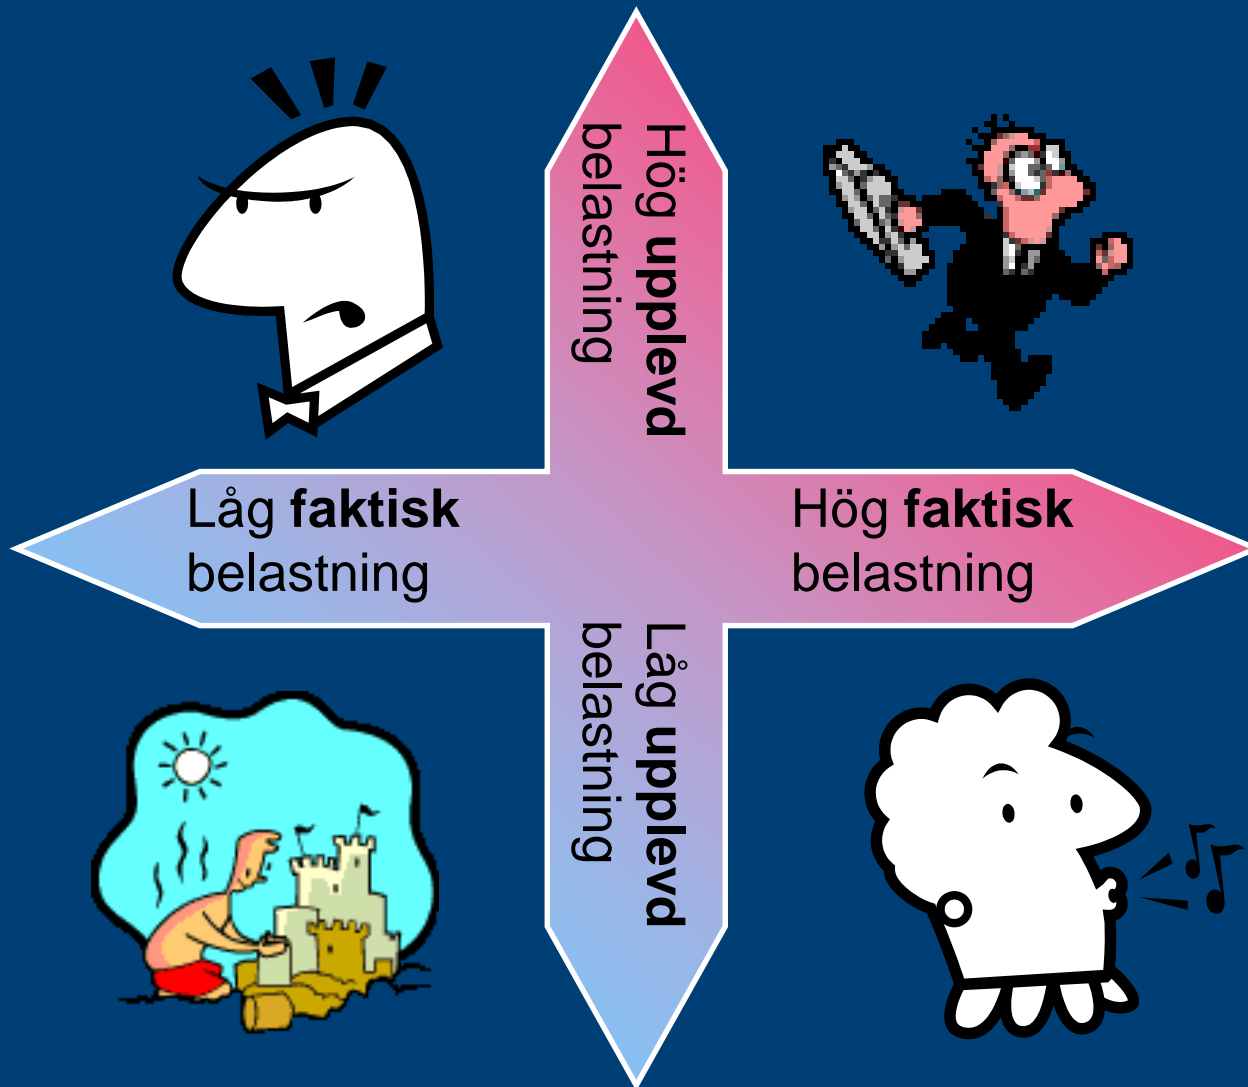 Hög upplevd
belastning
Låg faktisk
belastning
Hög faktisk
belastning
Låg upplevd
belastning